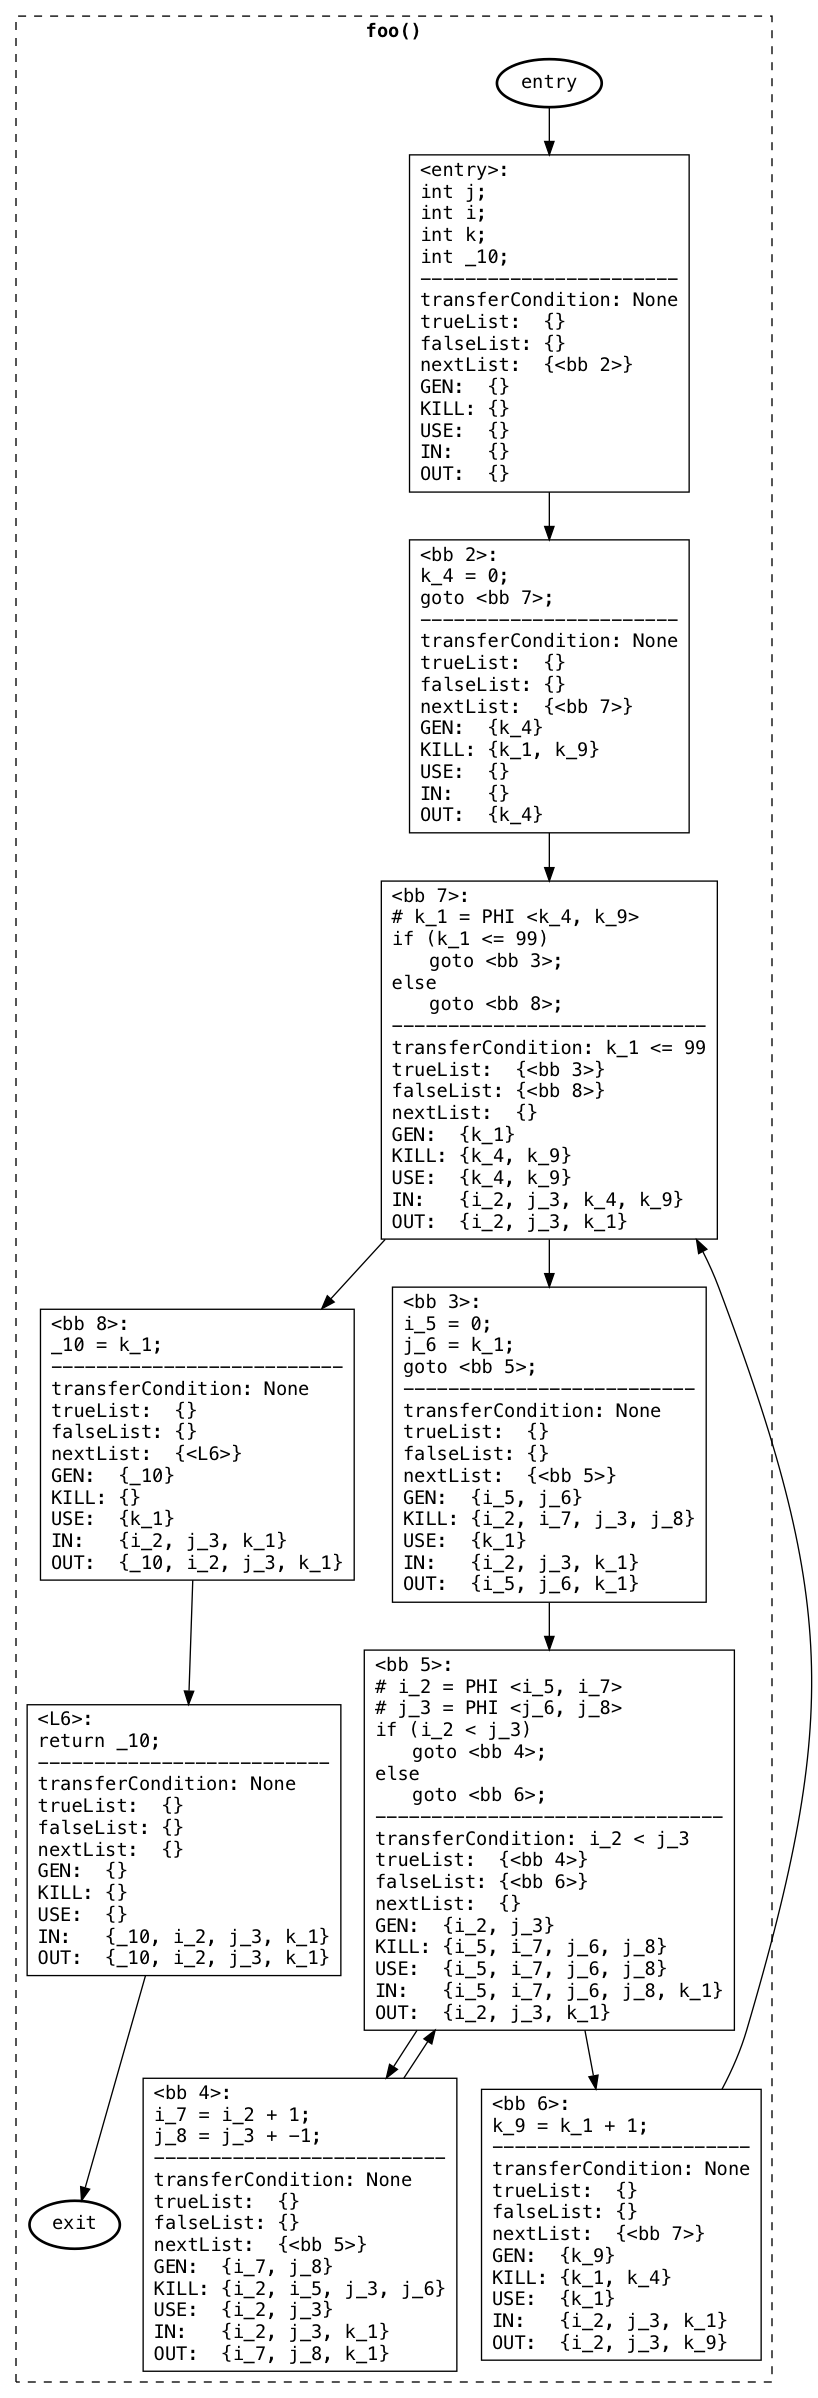 foo()
entry
<entry>:
int j;
int i;
int k;
int _10;
-----------------------
transferCondition: None
trueList:  {}
falseList: {}
nextList:  {<bb 2>}
GEN:  {}
KILL: {}
USE:  {}
IN:   {}
OUT:  {}
<bb 2>:
k_4 = 0;
goto <bb 7>;
-----------------------
transferCondition: None
trueList:  {}
falseList: {}
nextList:  {<bb 7>}
GEN:  {k_4}
KILL: {k_1, k_9}
USE:  {}
IN:   {}
OUT:  {k_4}
<bb 7>:
# k_1 = PHI <k_4, k_9>
if (k_1 <= 99)
goto <bb 3>;
else
goto <bb 8>;
----------------------------
transferCondition: k_1 <= 99
trueList:  {<bb 3>}
falseList: {<bb 8>}
nextList:  {}
GEN:  {k_1}
KILL: {k_4, k_9}
USE:  {k_4, k_9}
IN:   {i_2, j_3, k_4, k_9}
OUT:  {i_2, j_3, k_1}
<bb 8>:
_10 = k_1;
--------------------------
transferCondition: None
trueList:  {}
falseList: {}
nextList:  {<L6>}
GEN:  {_10}
KILL: {}
USE:  {k_1}
IN:   {i_2, j_3, k_1}
OUT:  {_10, i_2, j_3, k_1}
<bb 3>:
i_5 = 0;
j_6 = k_1;
goto <bb 5>;
--------------------------
transferCondition: None
trueList:  {}
falseList: {}
nextList:  {<bb 5>}
GEN:  {i_5, j_6}
KILL: {i_2, i_7, j_3, j_8}
USE:  {k_1}
IN:   {i_2, j_3, k_1}
OUT:  {i_5, j_6, k_1}
<L6>:
return _10;
--------------------------
transferCondition: None
trueList:  {}
falseList: {}
nextList:  {}
GEN:  {}
KILL: {}
USE:  {}
IN:   {_10, i_2, j_3, k_1}
OUT:  {_10, i_2, j_3, k_1}
<bb 5>:
# i_2 = PHI <i_5, i_7>
# j_3 = PHI <j_6, j_8>
if (i_2 < j_3)
goto <bb 4>;
else
goto <bb 6>;
-------------------------------
transferCondition: i_2 < j_3
trueList:  {<bb 4>}
falseList: {<bb 6>}
nextList:  {}
GEN:  {i_2, j_3}
KILL: {i_5, i_7, j_6, j_8}
USE:  {i_5, i_7, j_6, j_8}
IN:   {i_5, i_7, j_6, j_8, k_1}
OUT:  {i_2, j_3, k_1}
exit
<bb 4>:
i_7 = i_2 + 1;
j_8 = j_3 + -1;
--------------------------
transferCondition: None
trueList:  {}
falseList: {}
nextList:  {<bb 5>}
GEN:  {i_7, j_8}
KILL: {i_2, i_5, j_3, j_6}
USE:  {i_2, j_3}
IN:   {i_2, j_3, k_1}
OUT:  {i_7, j_8, k_1}
<bb 6>:
k_9 = k_1 + 1;
-----------------------
transferCondition: None
trueList:  {}
falseList: {}
nextList:  {<bb 7>}
GEN:  {k_9}
KILL: {k_1, k_4}
USE:  {k_1}
IN:   {i_2, j_3, k_1}
OUT:  {i_2, j_3, k_9}